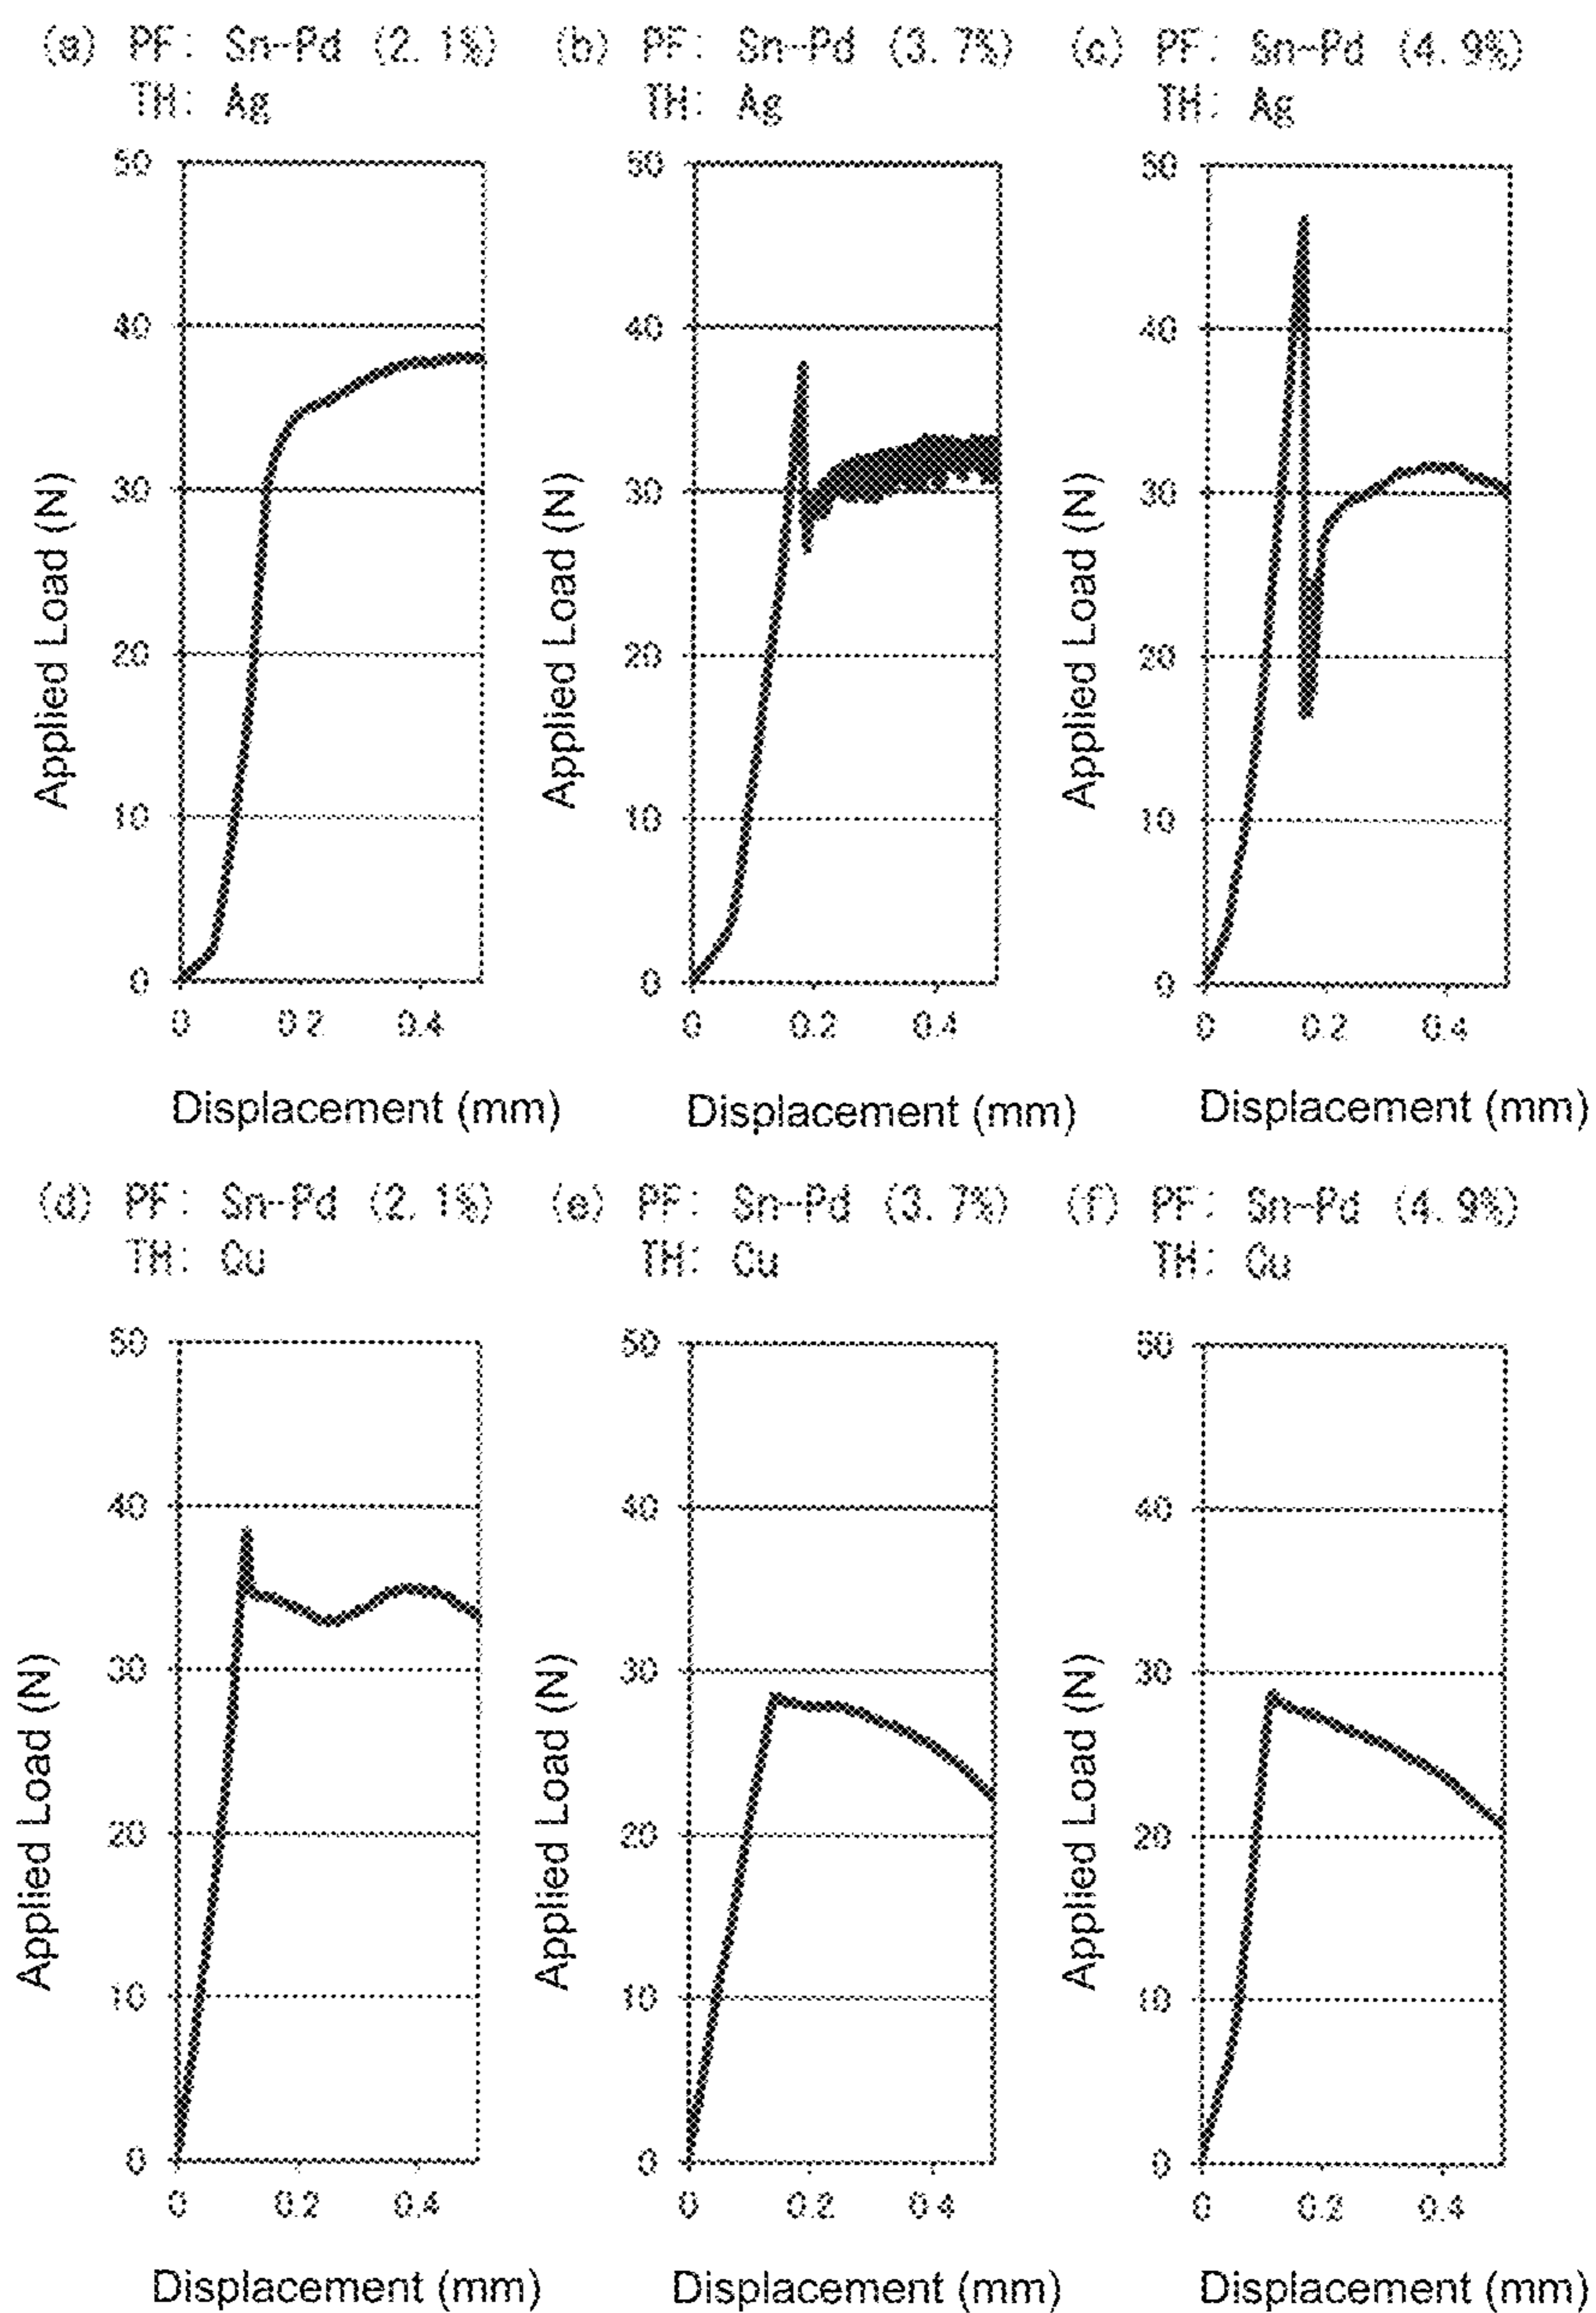 (a) PF: Sn-Pd (2.1%)
TH: Ag
(b) PF: Sn-Pd (3.7%)
TH: Ag
(c) PF: Sn-Pd (4.9%)
TH: Ag
50
40
30
20
10
0
0 0.2 0.4
Applied Load (N)
Displacement (mm)
50
40
30
20
10
0
0 0.2 0.4
Applied Load (N)
Displacement (mm)
50
40
30
20
10
0
0 0.2 0.4
Applied Load (N)
Displacement (mm)
(d) PF: Sn-Pd (2.1%)
TH: Cu
(e) PF: Sn-Pd (3.7%)
TH: Cu
(f) PF: Sn-Pd (4.9%)
TH: Cu
50
40
30
20
10
0
0 0.2 0.4
Applied Load (N)
Displacement (mm)
50
40
30
20
10
0
0 0.2 0.4
Applied Load (N)
Displacement (mm)
50
40
30
20
10
0
0 0.2 0.4
Applied Load (N)
Displacement (mm)